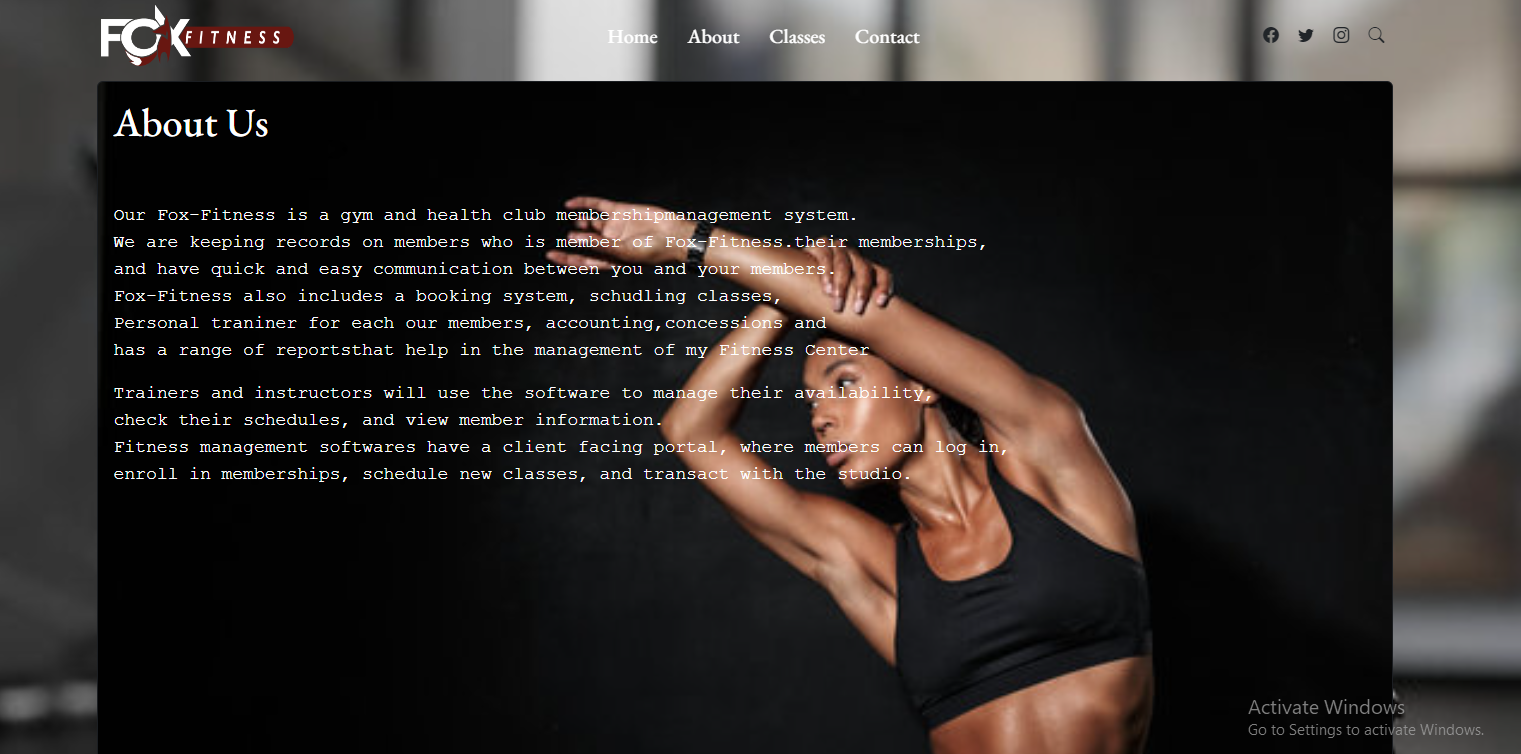 FOX FITNESS
Home About Classes Contact
About Us
Our Fox-Fitness is a gym and health club membershipmanagement system.
We are keeping records on members who is member of Fox-Fitness.their memberships,
and have quick and easy communication between you and your members.
Fox-Fitness also includes a booking system, schudling classes,
Personal traniner for each our members, accounting,concessions and
has a range of reportsthat help in the management of my Fitness Center
Trainers and instructors will use the software to manage their availability,
check their schedules, and view member information.
Fitness management softwares have a client facing portal, where members can log in,
enroll in memberships, schedule new classes, and transact with the studio.
Activate Windows
Go to Settings to activate Windows.